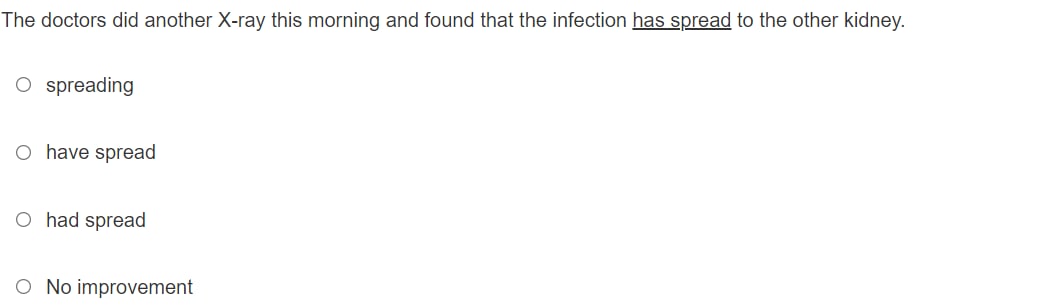 The doctors did another X-ray this morning and found that the infection has spread to the other kidney.
spreading
have spread
had spread
No improvement